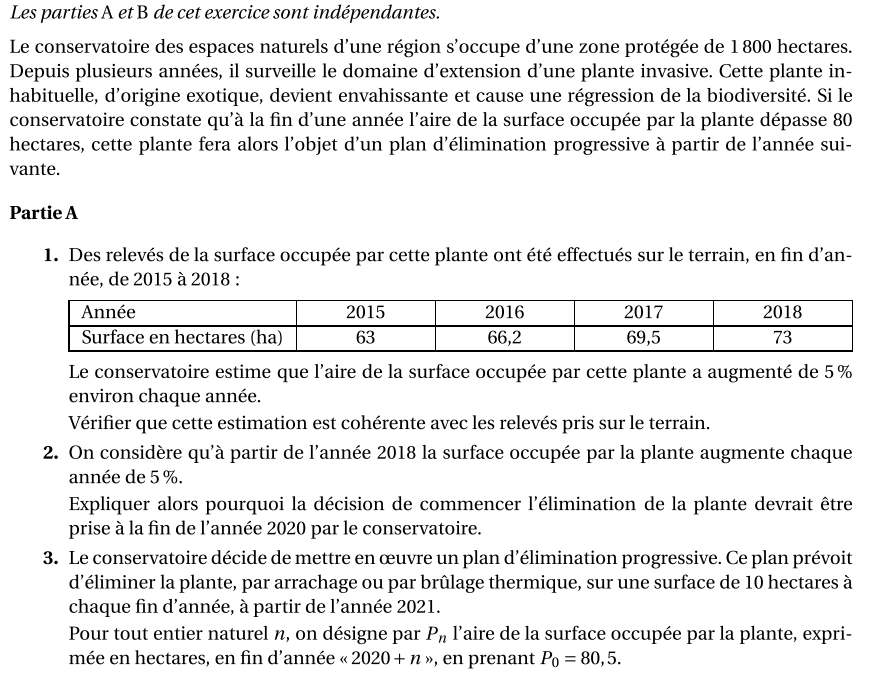 Les parties A et B de cet exercice sont indépendantes.
Le conservatoire des espaces naturels d'une région s'occupe d'une zone protégée de 1 800 hectares.
Depuis plusieurs années, il surveille le domaine d'extension d'une plante invasive. Cette plante in-
habituelle, d'origine exotique, devient envahissante et cause une régression de la biodiversité. Si le
conservatoire constate qu'à la fin d'une année l'aire de la surface occupée par la plante dépasse 80
hectares, cette plante fera alors l'objet d'un plan d'élimination progressive à partir de l'année sui-
vante.
Partie A
1. Des relevés de la surface occupée par cette plante ont été effectués sur le terrain, en fin d'an-
née, de 2015 à 2018 :
Année 2015 2016 2017 2018
Surface en hectares (ha) 63 66,2 69,5 73
Le conservatoire estime que l'aire de la surface occupée par cette plante a augmenté de 5 %
environ chaque année.
Vérifier que cette estimation est cohérente avec les relevés pris sur le terrain.
2. On considère qu'à partir de l'année 2018 la surface occupée par la plante augmente chaque
année de 5 %.
Expliquer alors pourquoi la décision de commencer l'élimination de la plante devrait être
prise à la fin de l'année 2020 par le conservatoire.
3. Le conservatoire décide de mettre en œuvre un plan d'élimination progressive. Ce plan prévoit
d'éliminer la plante, par arrachage ou par brûlage thermique, sur une surface de 10 hectares à
chaque fin d'année, à partir de l'année 2021.
Pour tout entier naturel n, on désigne par Pₙ l'aire de la surface occupée par la plante, expri-
mée en hectares, en fin d'année « 2020 + n », en prenant P₀ = 80,5.